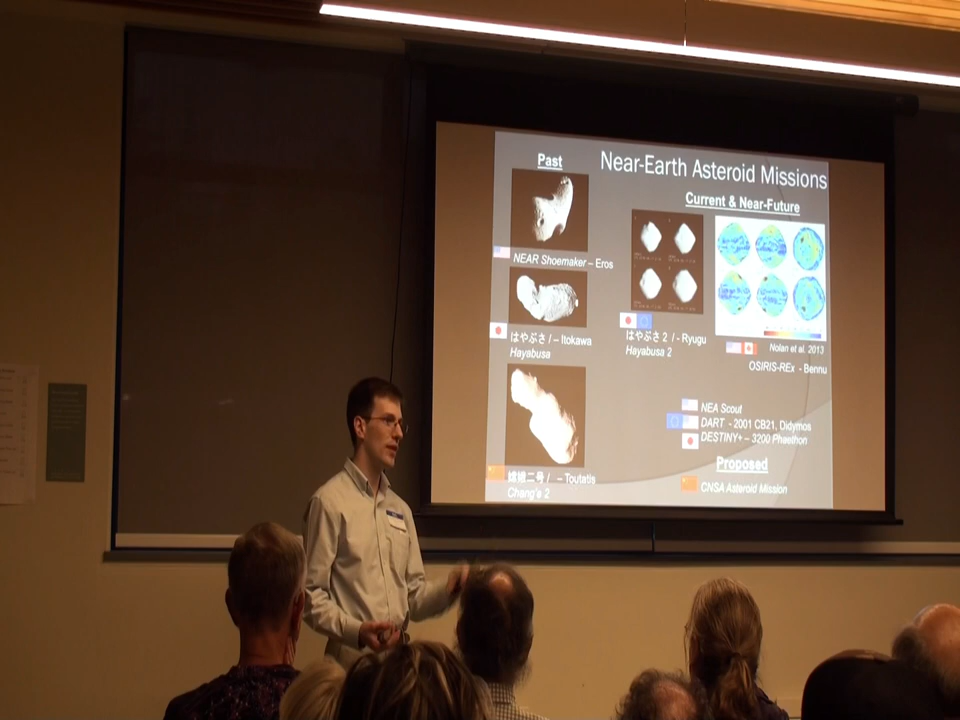 Near-Earth Asteroid Missions
Past
NEAR Shoemaker – Eros
はやぶさ / – Itokawa
Hayabusa
嫦娥二号 / – Toutatis
Chang'e 2
Current & Near-Future
はやぶさ 2 / - Ryugu
Hayabusa 2
Nolan et al. 2013
OSIRIS-REx - Bennu
NEA Scout
DART - 2001 CB21, Didymos
DESTINY+ – 3200 Phaethon
Proposed
CNSA Asteroid Mission